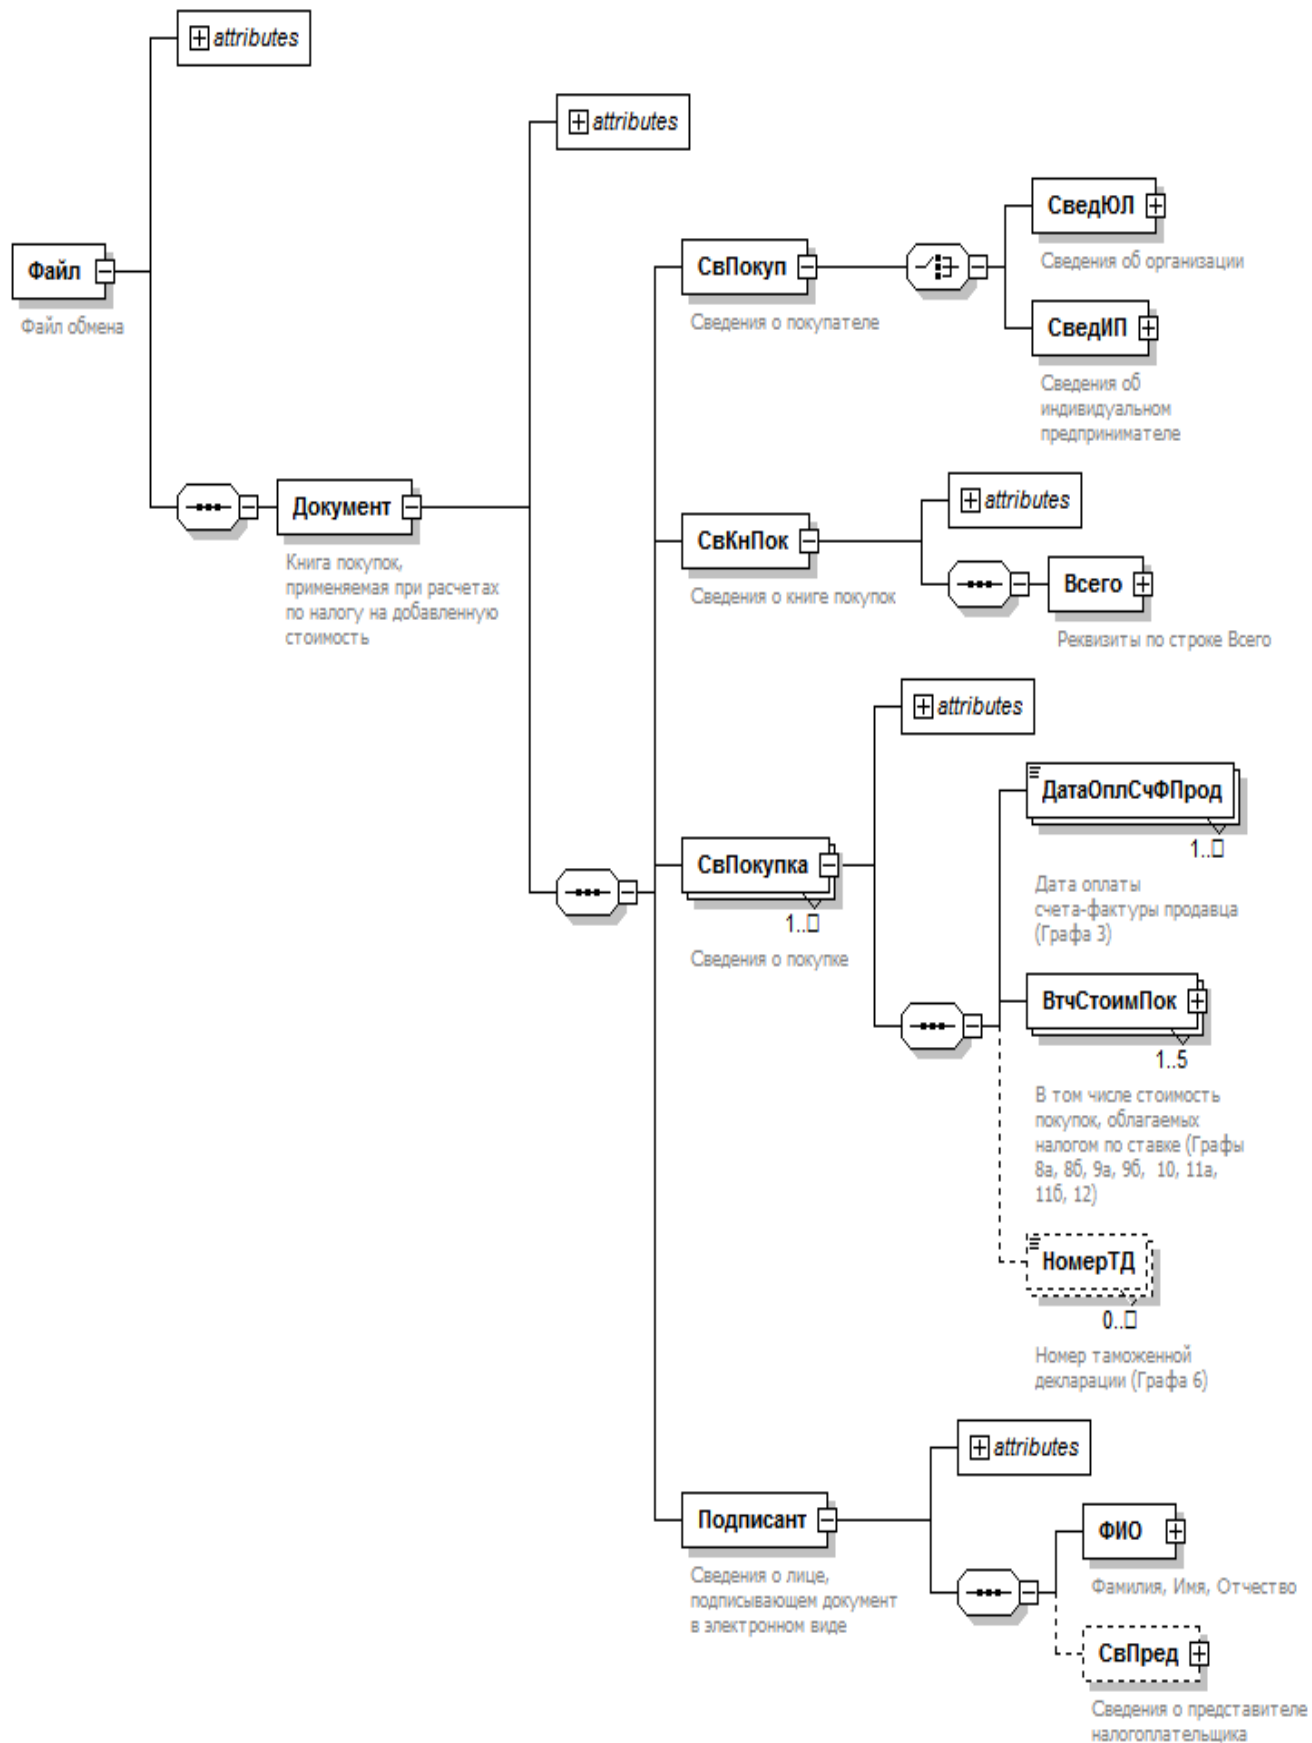 attributes
attributes
Файл
Файл обмена
Документ
Книга покупок,
применяемая при расчетах
по налогу на добавленную
стоимость
СвПокуп
Сведения о покупателе
СведЮЛ
Сведения об организации
СведИП
Сведения об
индивидуальном
предпринимателе
СвКнПок
Сведения о книге покупок
attributes
Всего
Реквизиты по строке Всего
СвПокупка
1..□
Сведения о покупке
attributes
ДатаОплСчФПрод
1..□
Дата оплаты
счета-фактуры продавца
(Графа 3)
ВтчСтоимПок
1..5
В том числе стоимость
покупок, облагаемых
налогом по ставке (Графы
8а, 8б, 9а, 9б, 10, 11а,
11б, 12)
НомерТД
0..□
Номер таможенной
декларации (Графа 6)
Подписант
Сведения о лице,
подписывающем документ
в электронном виде
attributes
ФИО
Фамилия, Имя, Отчество
СвПред
Сведения о представителе
налогоплательщика